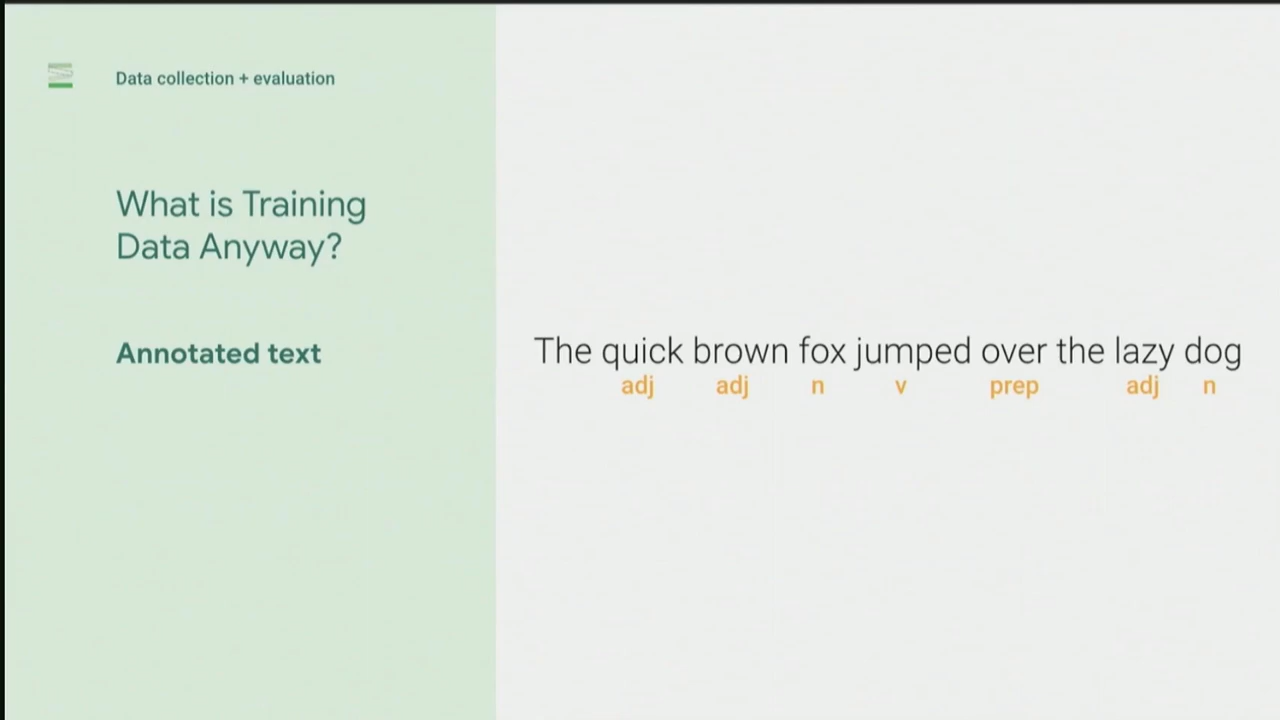 Data collection + evaluation
What is Training
Data Anyway?
Annotated text
The quick brown fox jumped over the lazy dog
adj adj n v prep adj n